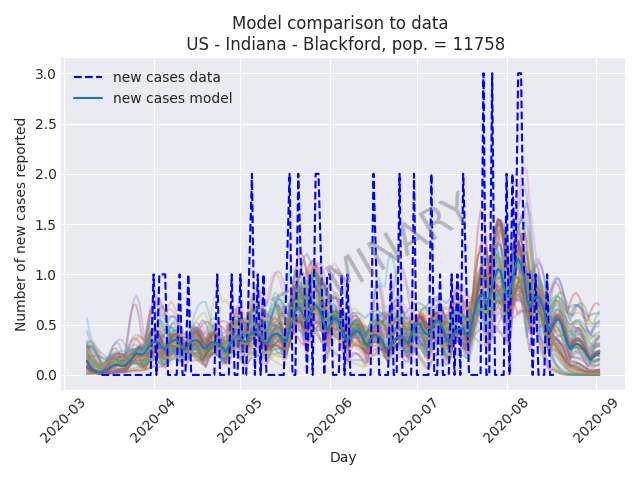 Model comparison to data
US - Indiana - Blackford, pop. = 11758
new cases data
new cases model
Number of new cases reported
3.0
2.5
2.0
1.5
1.0
0.5
0.0
2020-03
2020-04
2020-05
2020-06
2020-07
2020-08
2020-09
Day